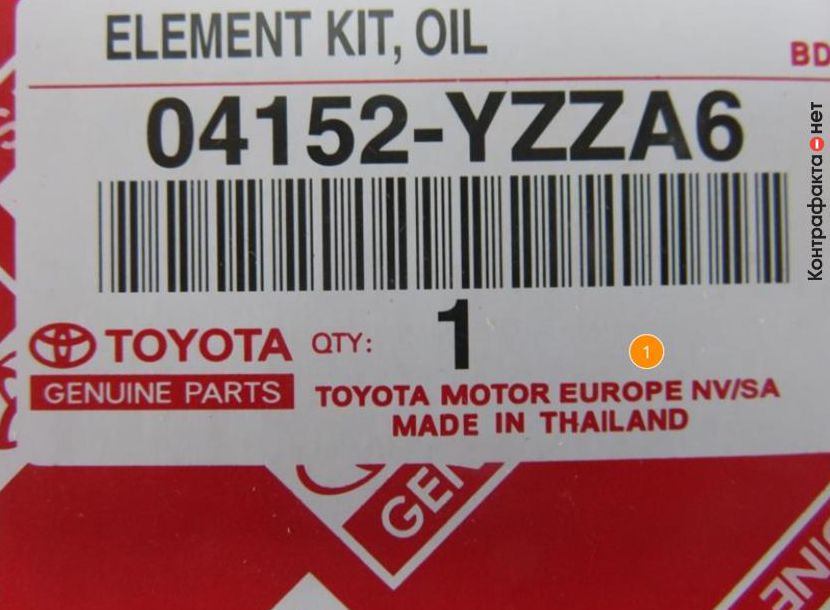 ELEMENT KIT, OIL
BD
04152-YZZA6
Контрафакта нет
1
TOYOTA QTY:
1
GENUINE PARTS
TOYOTA MOTOR EUROPE NV/SA
MADE IN THAILAND